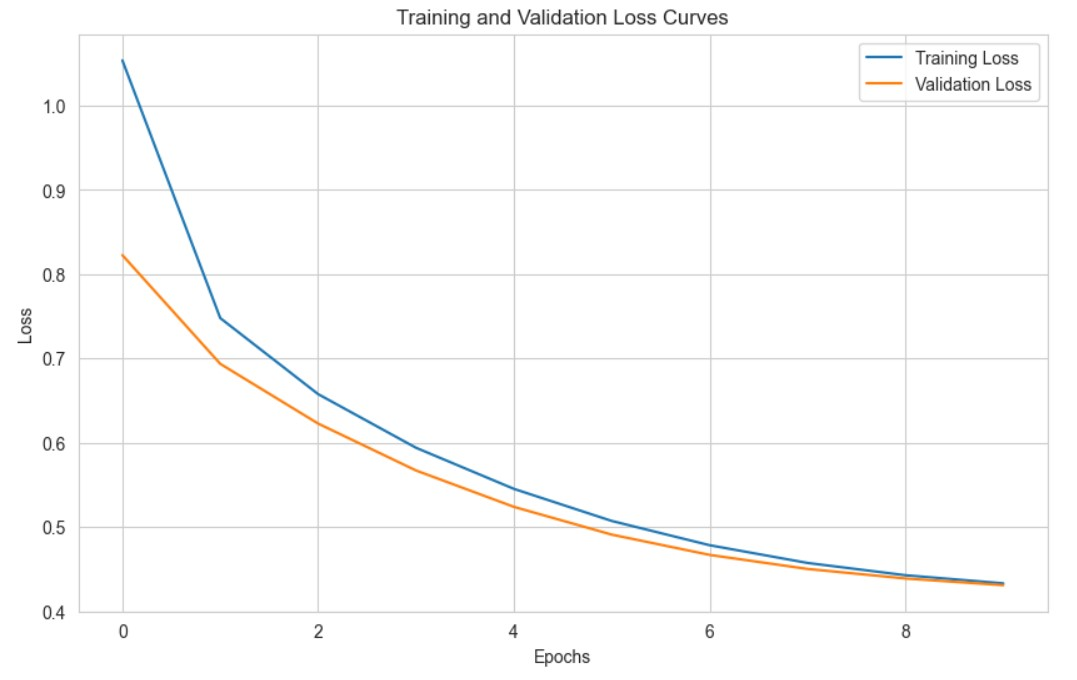 Training and Validation Loss Curves
Training Loss
Validation Loss
1.0
0.9
0.8
0.7
0.6
0.5
0.4
Loss
0 2 4 6 8
Epochs